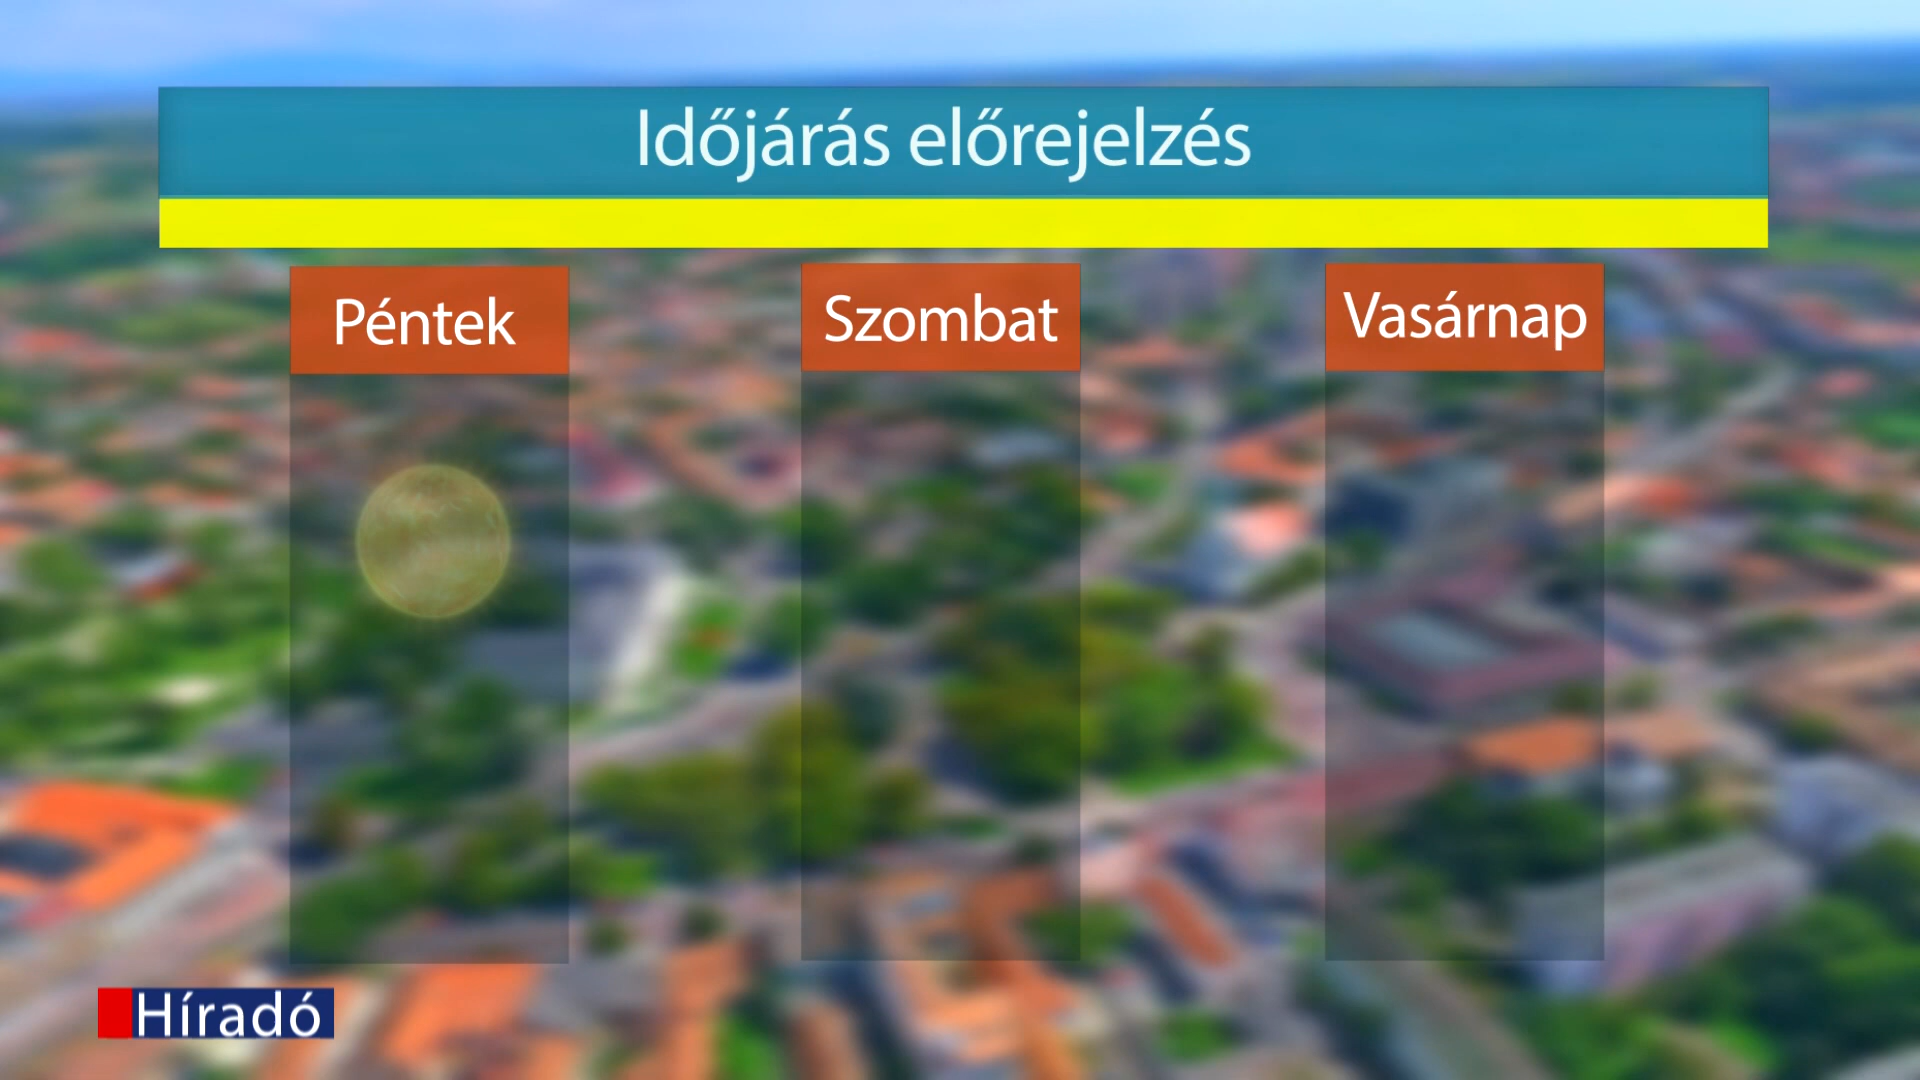 Időjárás előrejelzés
Péntek
Szombat
Vasárnap
Híradó